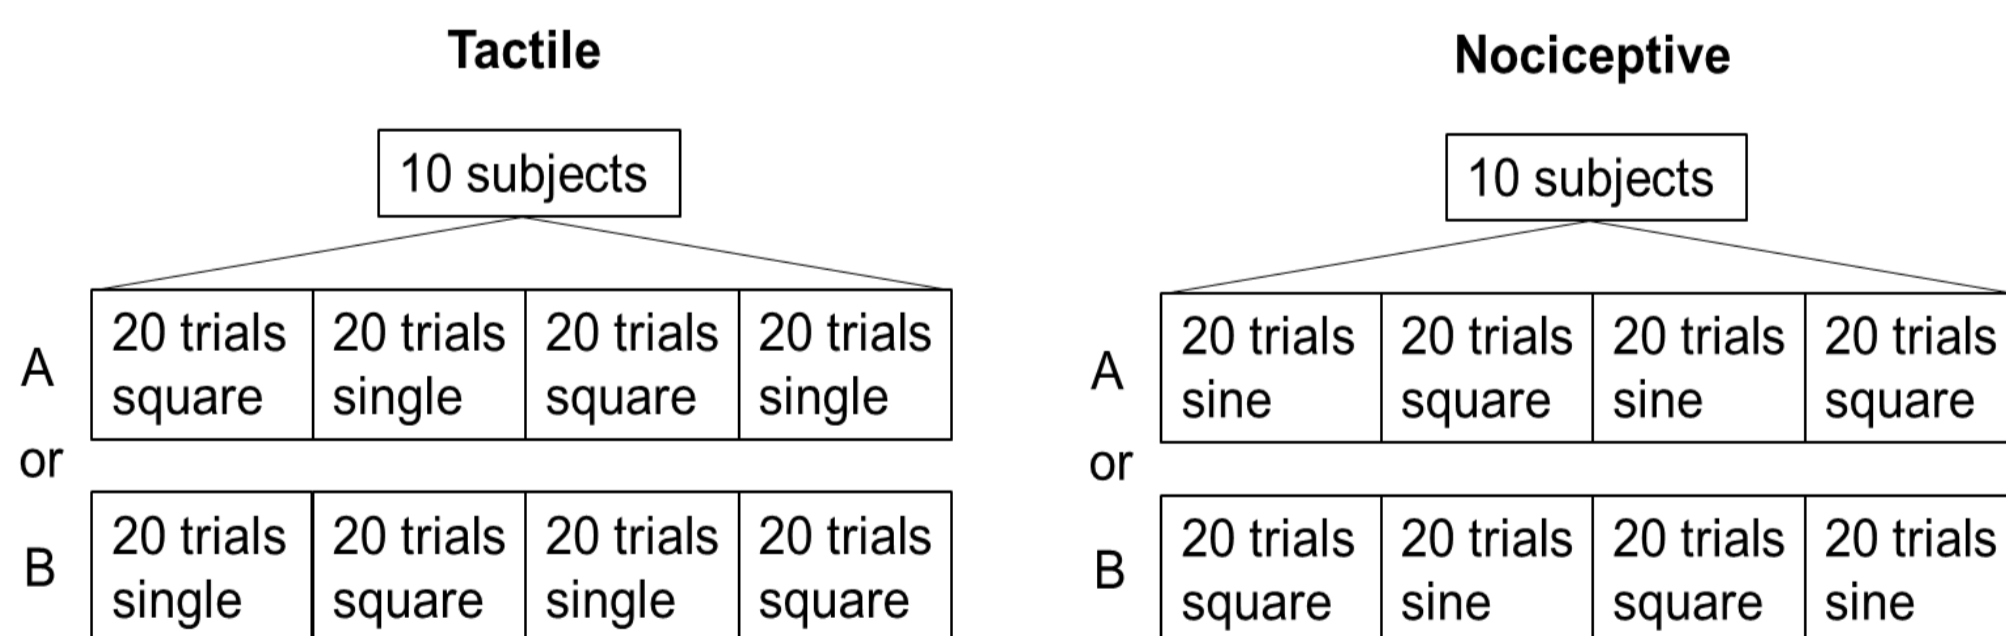 Tactile
10 subjects
A
20 trials square
20 trials single
20 trials square
20 trials single
or
B
20 trials single
20 trials square
20 trials single
20 trials square
Nociceptive
10 subjects
A
20 trials sine
20 trials square
20 trials sine
20 trials square
or
B
20 trials square
20 trials sine
20 trials square
20 trials sine